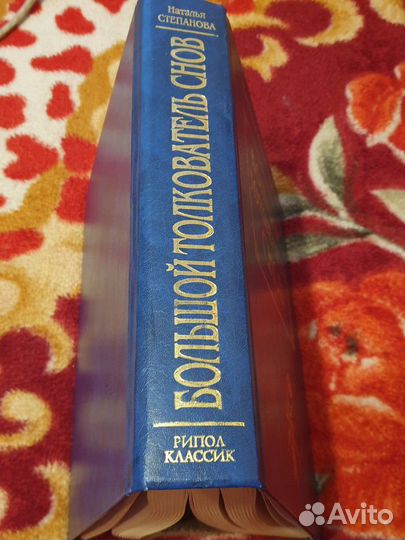 Наталья
СТЕПАНОВА
БОЛЬШОЙ ТОЛКОВАТЕЛЬ СНОВ
РИПОЛ
КЛАССИК
Avito